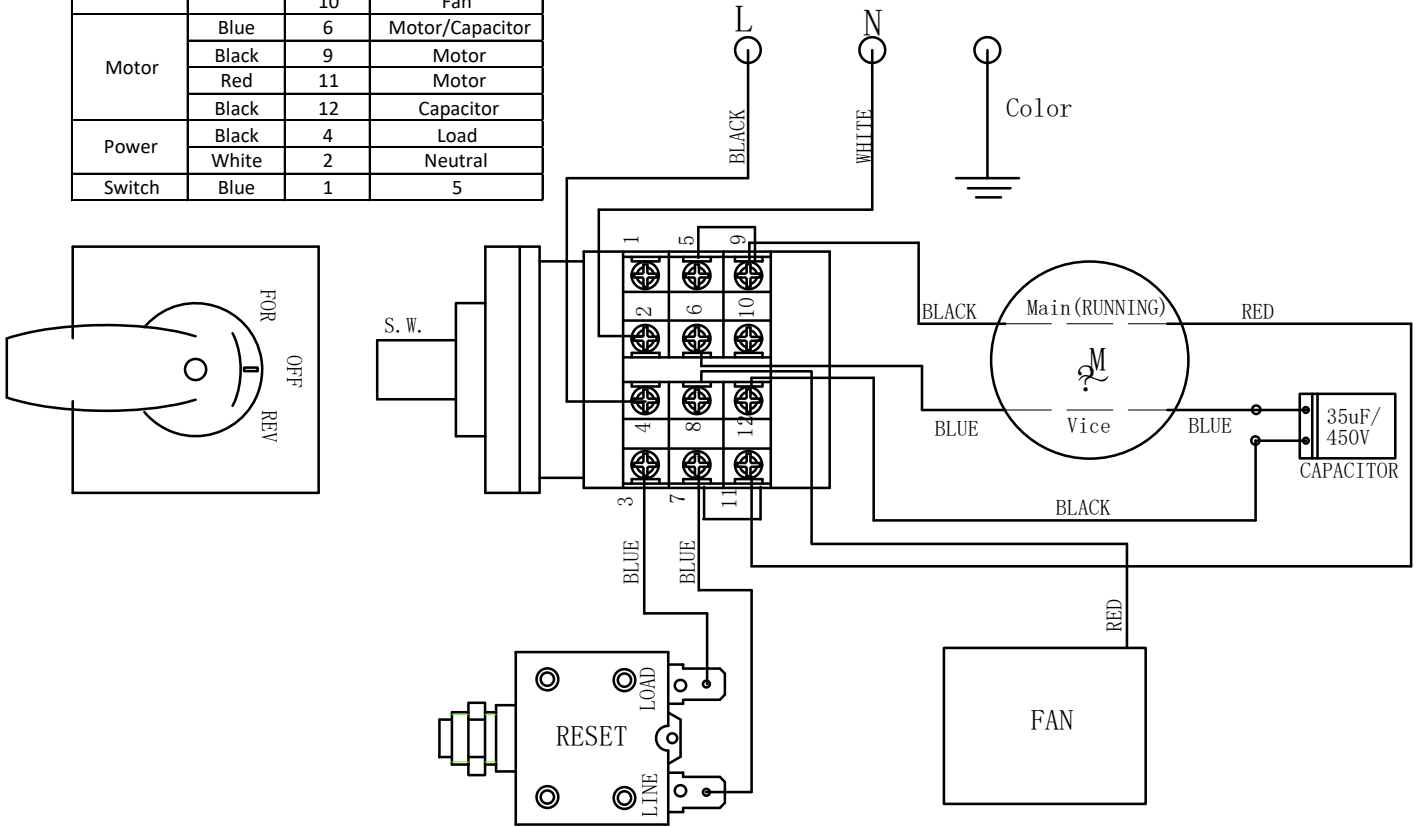 10 Fan
Motor Blue 6 Motor/Capacitor
Black 9 Motor
Red 11 Motor
Black 12 Capacitor
Power Black 4 Load
White 2 Neutral
Switch Blue 1 5
L N
BLACK WHITE Color
FOR
OFF
REV
S.W.
1 5 9
2 6 10
4 8 12
3 7 11
BLACK Main(RUNNING) RED
M
?
~
BLUE Vice BLUE
35uF/
450V
CAPACITOR
BLACK
BLUE BLUE
RED
LOAD
RESET
LINE
FAN